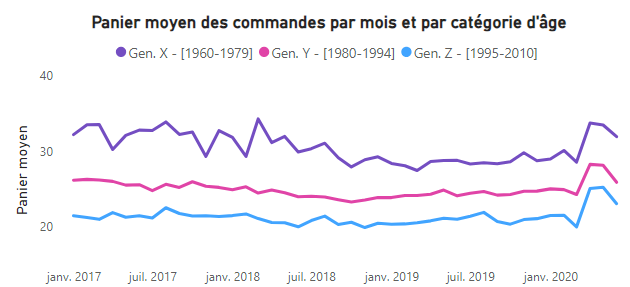 Panier moyen des commandes par mois et par catégorie d'âge
Gen. X - [1960-1979] Gen. Y - [1980-1994] Gen. Z - [1995-2010]
40
30
20
Panier moyen
janv. 2017 juil. 2017 janv. 2018 juil. 2018 janv. 2019 juil. 2019 janv. 2020